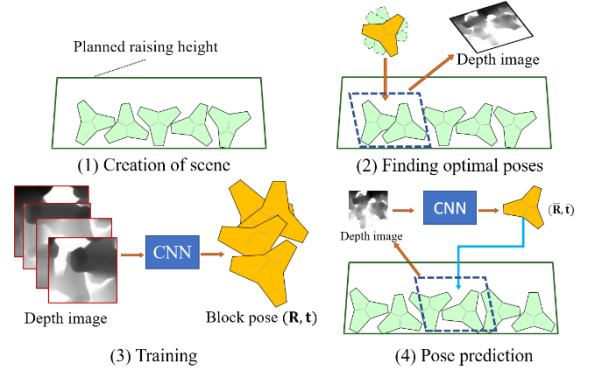 Planned raising height
(1) Creation of scene
Depth image
(2) Finding optimal poses
CNN
Depth image
Block pose (R, t)
(3) Training
CNN
(R̅, t)
Depth image
(4) Pose prediction